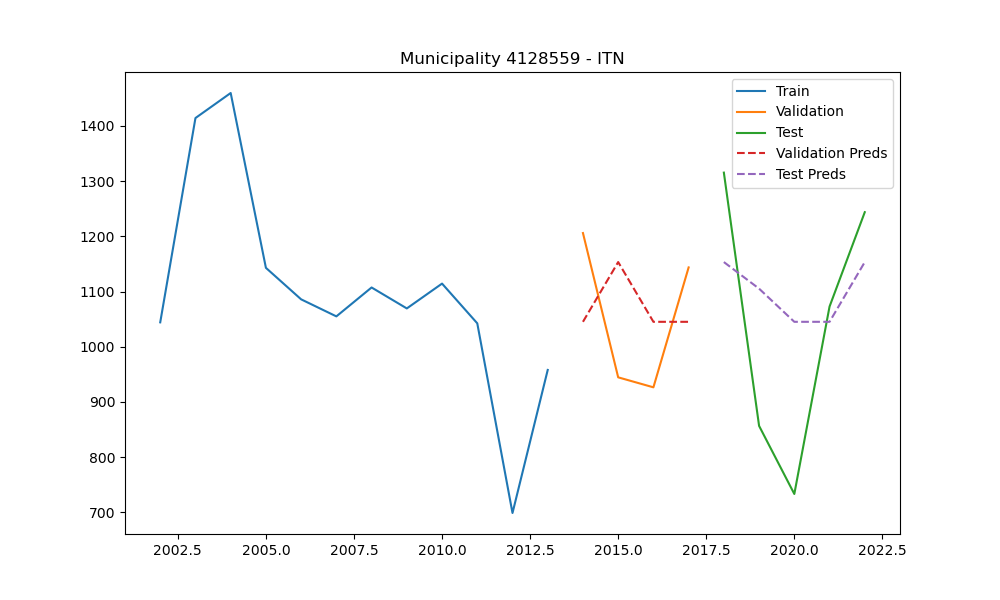 Municipality 4128559 - ITN
Train
Validation
Test
Validation Preds
Test Preds
1400
1300
1200
1100
1000
900
800
700
2002.5 2005.0 2007.5 2010.0 2012.5 2015.0 2017.5 2020.0 2022.5